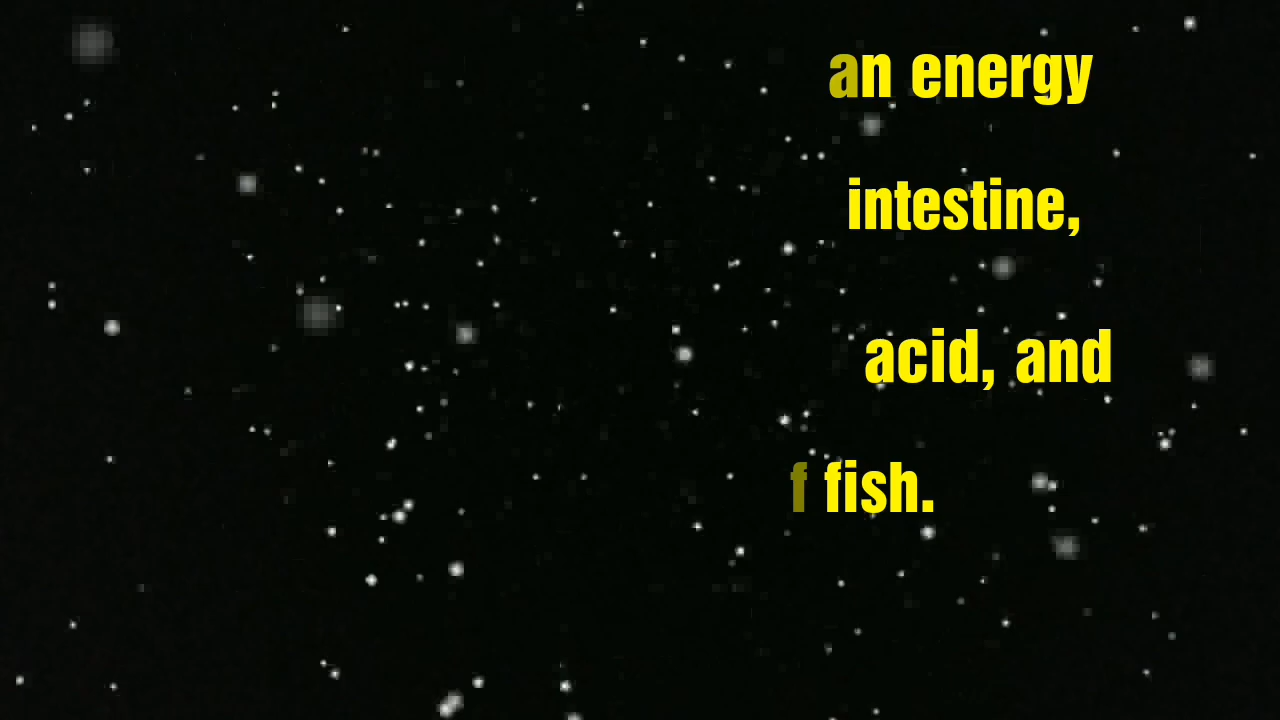 an energy
intestine,
acid, and
f fish.